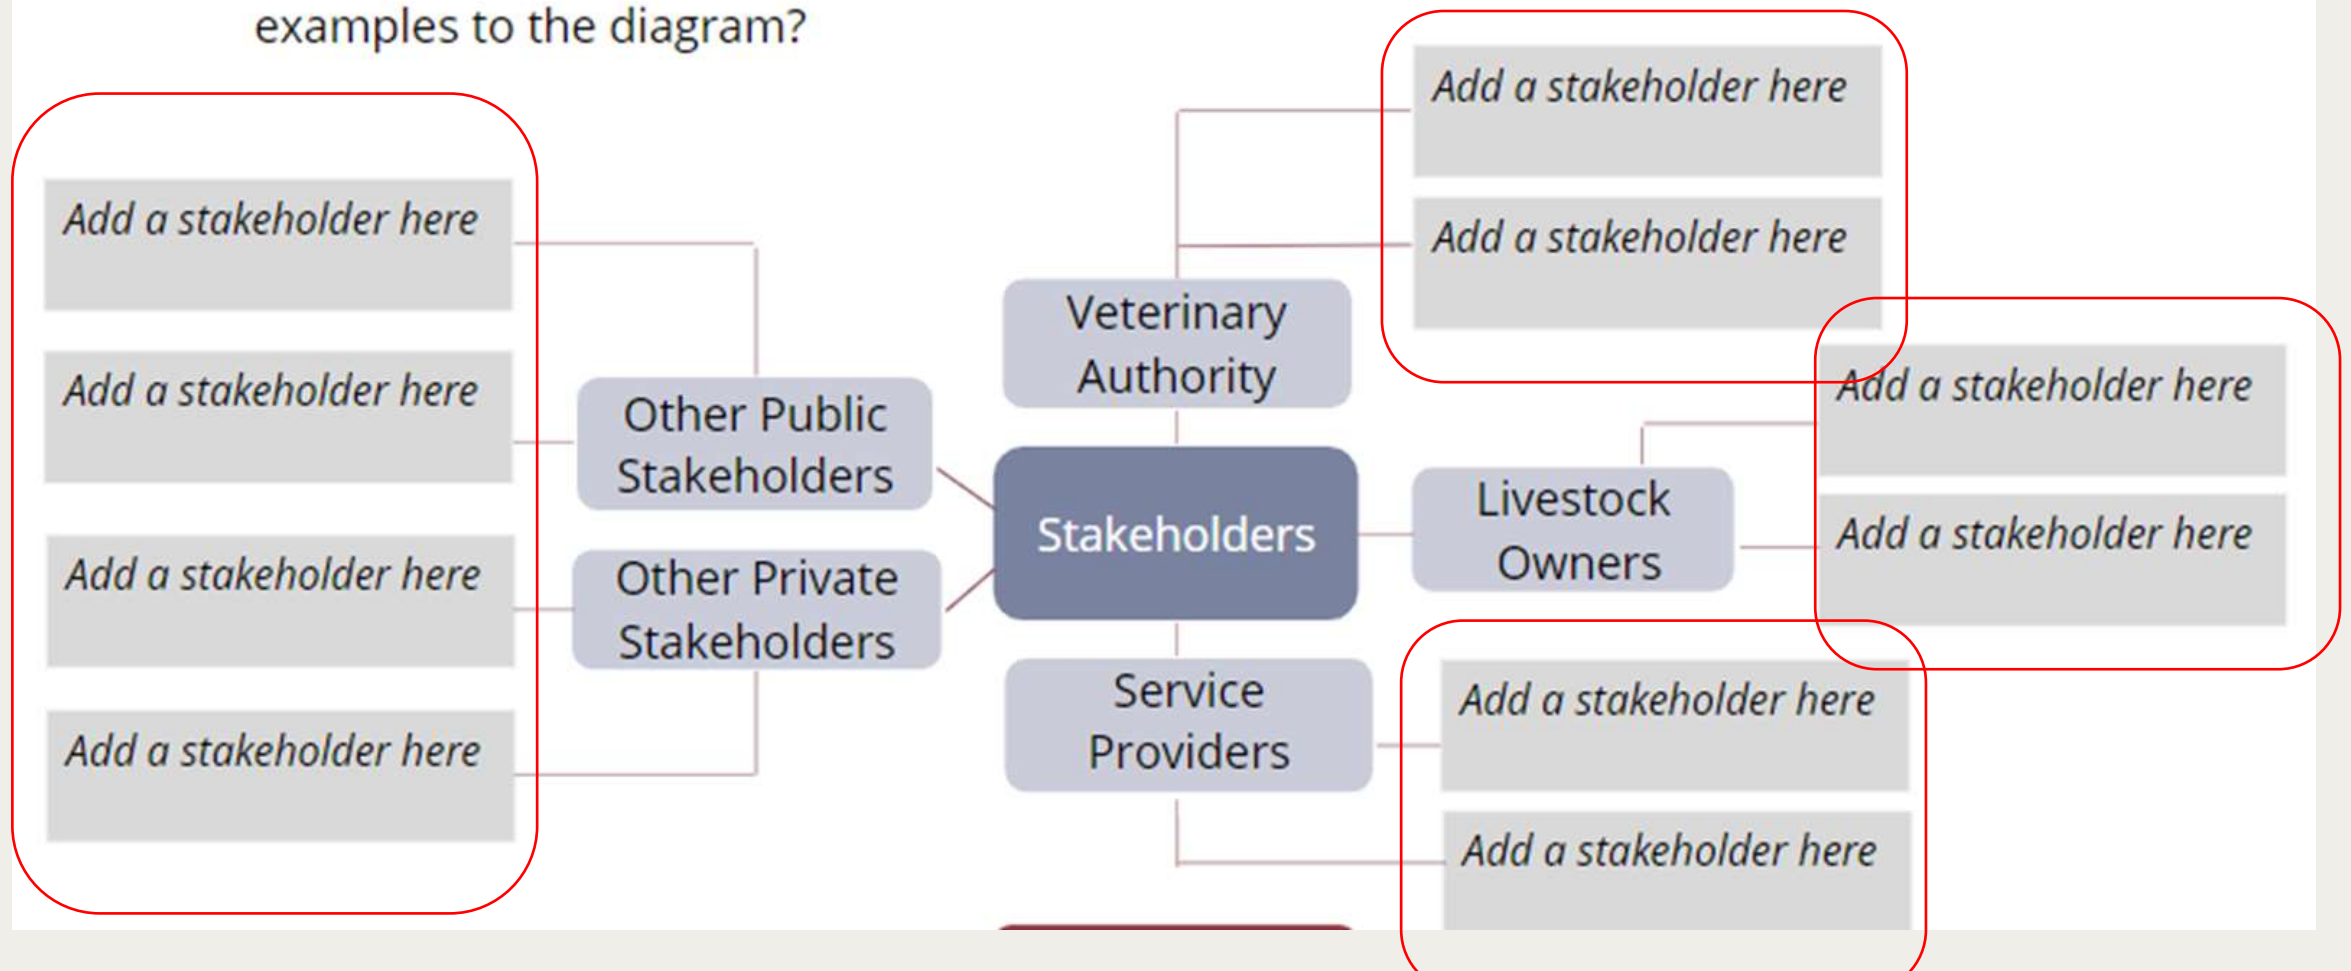 examples to the diagram?
Add a stakeholder here
Add a stakeholder here
Add a stakeholder here
Add a stakeholder here
Other Public
Stakeholders
Other Private
Stakeholders
Veterinary
Authority
Stakeholders
Service
Providers
Livestock
Owners
Add a stakeholder here
Add a stakeholder here
Add a stakeholder here
Add a stakeholder here
Add a stakeholder here
Add a stakeholder here